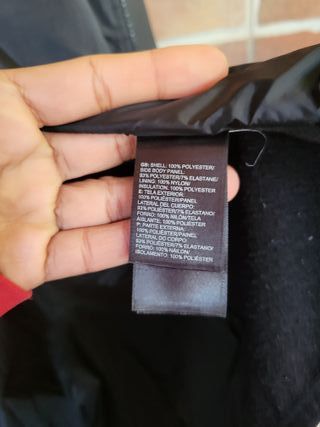 GB: SHELL: 100% POLYESTER/
SIDE BODY PANEL:
93% POLYESTER/7% ELASTANE/
LINING: 100% NYLON/
INSULATION: 100% POLYESTER
E: TELA EXTERIOR:
100% POLIÉSTER/PANEL
LATERAL DEL CUERPO:
93% POLIÉSTER/7% ELASTANO/
FORRO: 100% NILON/TELA
AISLANTE: 100% POLIÉSTER
P: PARTE EXTERNA:
100% POLIÉSTER/PAINEL
LATERAL DO CORPO:
93% POLIÉSTER/7% ELASTANO/
FORRO: 100% NÁILON/
ISOLAMENTO: 100% POLIÉSTER